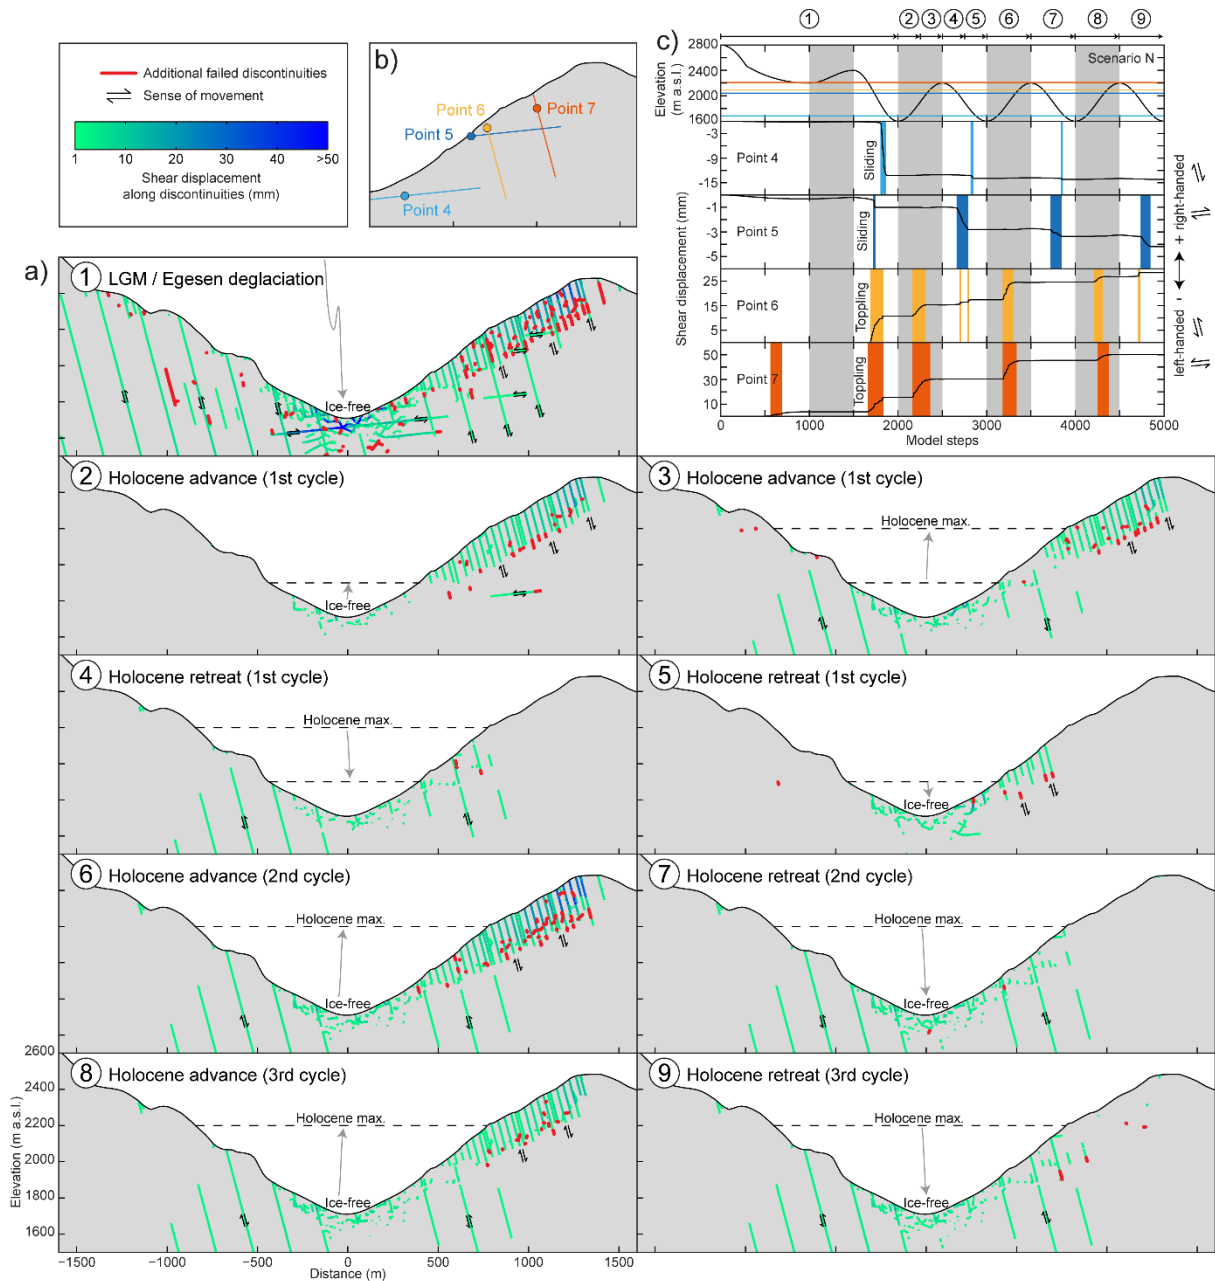 Additional failed discontinuities
Sense of movement
1 10 20 30 40 >50
Shear displacement
along discontinuities (mm)
b)
Point 7
Point 6
Point 5
Point 4
c)
1 2 3 4 5 6 7 8 9
Elevation
(m a.s.l.)
2800
2400
2000
1600
Scenario N
Shear displacement (mm)
-3
-9
-15
Point 4
Sliding
-1
-3
-5
Point 5
Sliding
25
15
5
Point 6
Toppling
50
30
10
Point 7
Toppling
0 1000 2000 3000 4000 5000
Model steps
left-handed - + right-handed
a)
1 LGM / Egesen deglaciation
Ice-free
2 Holocene advance (1st cycle)
Ice-free
3 Holocene advance (1st cycle)
Holocene max.
4 Holocene retreat (1st cycle)
Holocene max.
5 Holocene retreat (1st cycle)
Ice-free
6 Holocene advance (2nd cycle)
Holocene max.
Ice-free
7 Holocene retreat (2nd cycle)
Holocene max.
Ice-free
8 Holocene advance (3rd cycle)
Holocene max.
Ice-free
9 Holocene retreat (3rd cycle)
Holocene max.
Ice-free
Elevation (m a.s.l.)
2600
2400
2200
2000
1800
1600
−1500 −1000 −500 0 500 1000 1500
Distance (m)